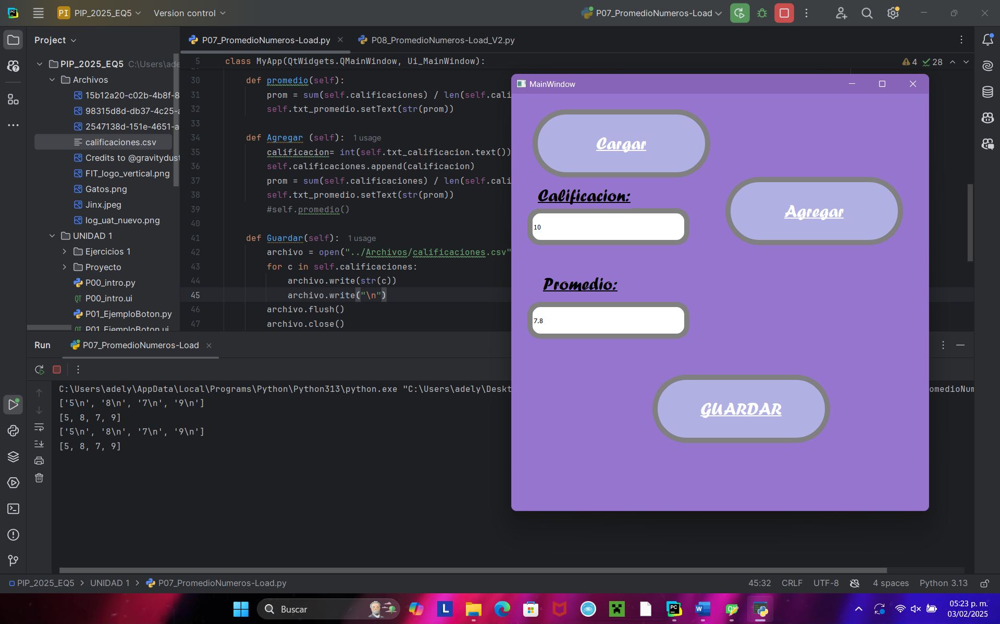 PI PIP_2025_EQ5 Version control P07_PromedioNumeros-Load
Project
P07_PromedioNumeros-Load.py P08_PromedioNumeros-Load_V2.py
PIP_2025_EQ5 C:\Users\ade
Archivos
15b12a20-c02b-4b8f-8
98315d8d-db37-4c25-a
2547138d-151e-4651-a
calificaciones.csv
Credits to @gravitydust
FIT_logo_vertical.png
Gatos.png
Jinx.jpeg
log_uat_nuevo.png
UNIDAD 1
Ejercicios 1
Proyecto
P00_intro.py
P00_intro.ui
P01_EjemploBoton.py
P01_EjemploBoton.ui
5 class MyApp(QtWidgets.QMainWindow, Ui_MainWindow):
4 28
30 def promedio(self):
31 prom = sum(self.calificaciones) / len(self.cali
32 self.txt_promedio.setText(str(prom))
33
34 def Agregar (self): 1 usage
35 calificacion= int(self.txt_calificacion.text())
36 self.calificaciones.append(calificacion)
37 prom = sum(self.calificaciones) / len(self.cali
38 self.txt_promedio.setText(str(prom))
39 #self.promedio()
40
41 def Guardar(self): 1 usage
42 archivo = open("../Archivos/calificaciones.csv"
43 for c in self.calificaciones:
44 archivo.write(str(c))
45 archivo.write("\n")
46 archivo.flush()
47 archivo.close()
MainWindow
Cargar
Calificacion:
Agregar
10
Promedio:
7.8
GUARDAR
Run P07_PromedioNumeros-Load
C:\Users\adely\AppData\Local\Programs\Python\Python313\python.exe "C:\Users\adely\Deskt
omedioNum
['5\n', '8\n', '7\n', '9\n']
[5, 8, 7, 9]
['5\n', '8\n', '7\n', '9\n']
[5, 8, 7, 9]
PIP_2025_EQ5 > UNIDAD 1 > P07_PromedioNumeros-Load.py
45:32 CRLF UTF-8 4 spaces Python 3.13
Buscar
05:23 p. m.
03/02/2025